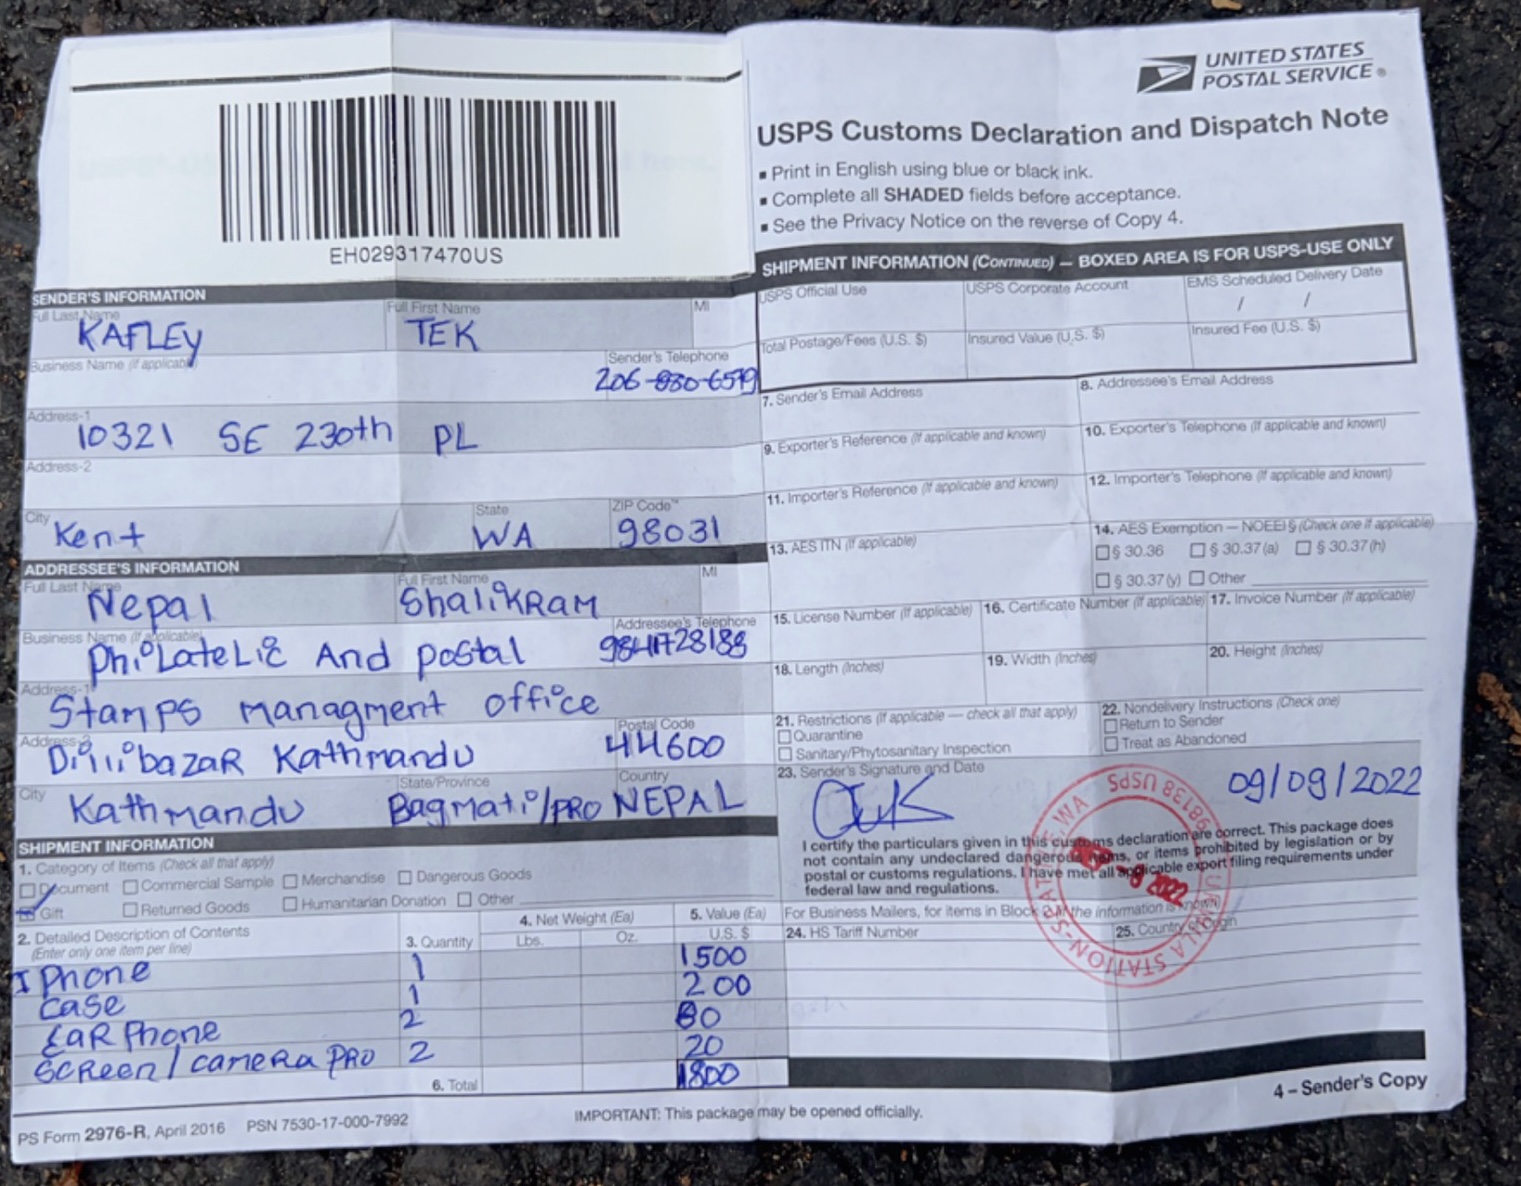 UNITED STATES
POSTAL SERVICE®
EH029317470US
USPS Customs Declaration and Dispatch Note
▪ Print in English using blue or black ink.
▪ Complete all SHADED fields before acceptance.
▪ See the Privacy Notice on the reverse of Copy 4.
SENDER'S INFORMATION
Full Last Name Full First Name MI
KAFLEY TEK
Business Name (if applicable) Sender's Telephone
Address-1
10321 SE 230th PL
Address-2
City State ZIP Code™
Kent WA 98031
ADDRESSEE'S INFORMATION
Full Last Name Full First Name MI
Nepal ShaliKRAM
Business Name (if applicable) Addressee's Telephone
PhiLateLic And postal
Address-1
Stamps managment office
Address-2 Postal Code
Dillibazar Kathmandu 44600
City State/Province Country
Kathmandu Bagmati/PRO NEPAL
SHIPMENT INFORMATION
1. Category of Items (Check all that apply)
Document Commercial Sample Merchandise Dangerous Goods
Gift Returned Goods Humanitarian Donation Other
2. Detailed Description of Contents
(Enter only one item per line)
3. Quantity 4. Net Weight (Ea) Lbs. Oz. 5. Value (Ea) U.S. $
I Phone 1 1500
Case 1 200
EaR Phone 2 80
Screen/camera PRO 2 20
6. Total 1800
SHIPMENT INFORMATION (CONTINUED) — BOXED AREA IS FOR USPS-USE ONLY
USPS Official Use USPS Corporate Account EMS Scheduled Delivery Date
/ /
Total Postage/Fees (U.S. $) Insured Value (U.S. $) Insured Fee (U.S. $)
7. Sender's Email Address 8. Addressee's Email Address
9. Exporter's Reference (If applicable and known) 10. Exporter's Telephone (If applicable and known)
11. Importer's Reference (If applicable and known) 12. Importer's Telephone (If applicable and known)
13. AES ITN (If applicable) 14. AES Exemption — NOEEI § (Check one if applicable)
§ 30.36 § 30.37 (a) § 30.37 (h)
§ 30.37 (y) Other
15. License Number (If applicable) 16. Certificate Number (If applicable) 17. Invoice Number (If applicable)
18. Length (Inches) 19. Width (Inches) 20. Height (Inches)
21. Restrictions (If applicable — check all that apply) 22. Nondelivery Instructions (Check one)
Quarantine Return to Sender
Sanitary/Phytosanitary Inspection Treat as Abandoned
23. Sender's Signature and Date
09/09/2022
I certify the particulars given in this customs declaration are correct. This package does
not contain any undeclared dangerous items, or items prohibited by legislation or by
postal or customs regulations. I have met all applicable export filing requirements under
federal law and regulations.
For Business Mailers, for items in Block 2 if the information is known
24. HS Tariff Number 25. Country of Origin
4 – Sender's Copy
PS Form 2976-R, April 2016 PSN 7530-17-000-7992 IMPORTANT: This package may be opened officially.